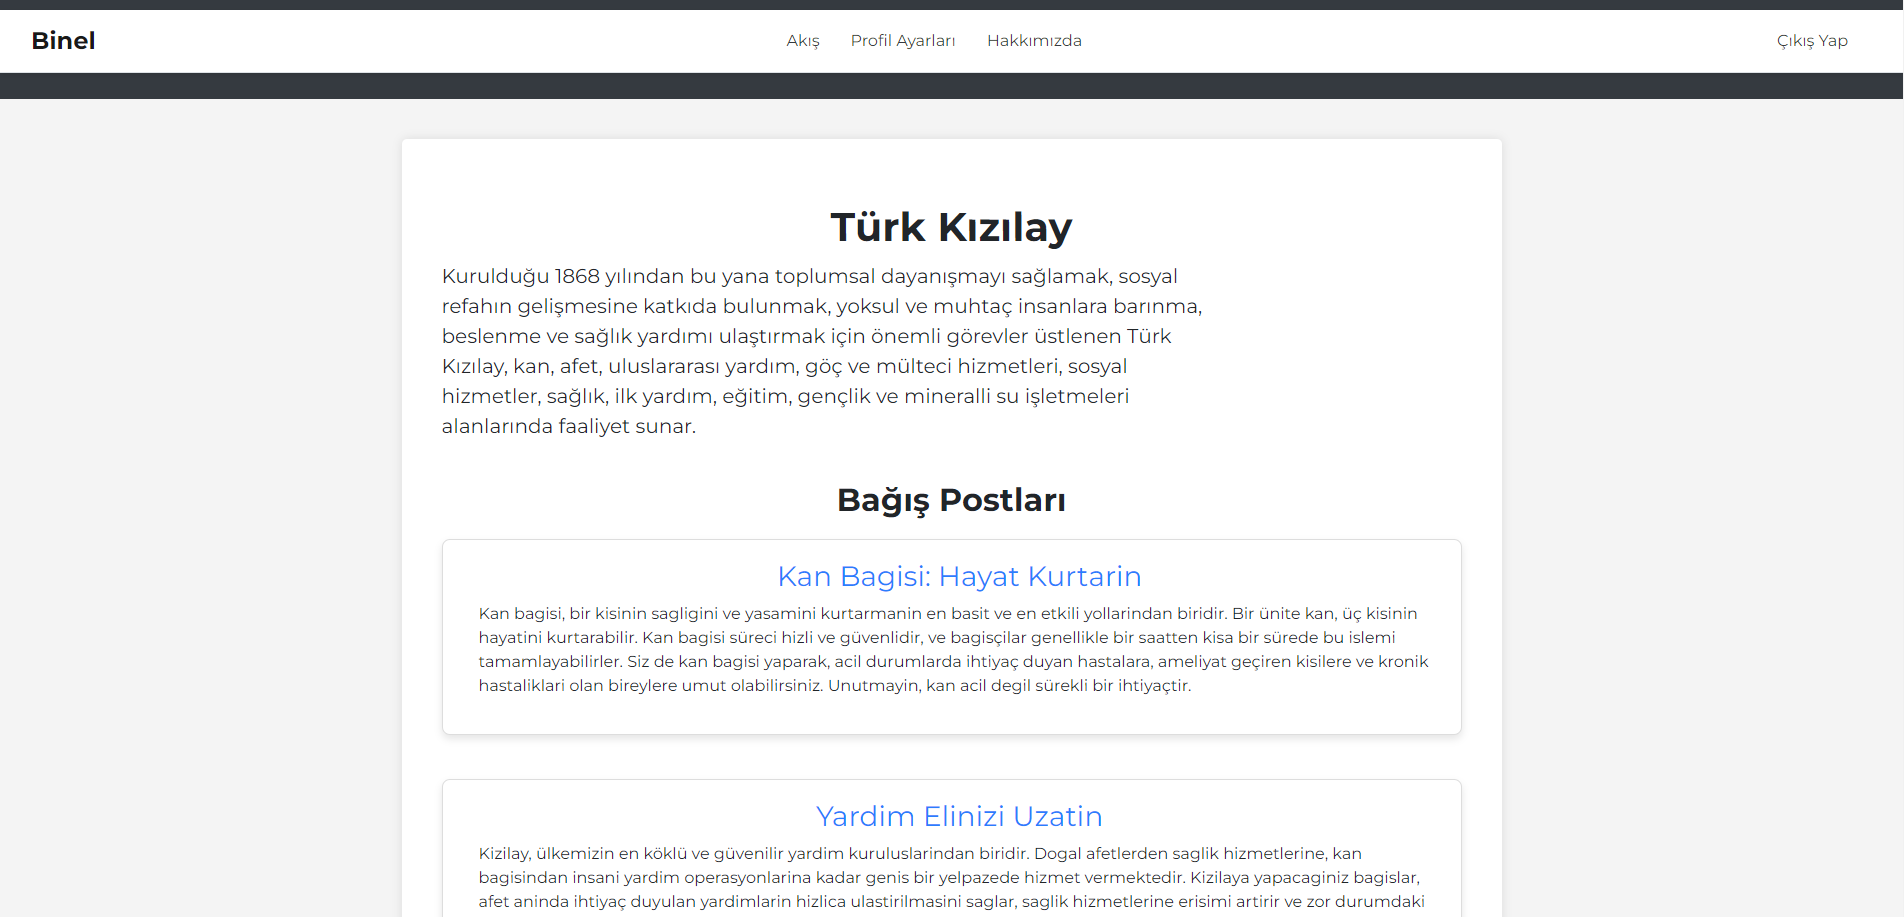 Binel
Akış
Profil Ayarları
Hakkımızda
Çıkış Yap
Türk Kızılay
Kurulduğu 1868 yılından bu yana toplumsal dayanışmayı sağlamak, sosyal
refahın gelişmesine katkıda bulunmak, yoksul ve muhtaç insanlara barınma,
beslenme ve sağlık yardımı ulaştırmak için önemli görevler üstlenen Türk
Kızılay, kan, afet, uluslararası yardım, göç ve mülteci hizmetleri, sosyal
hizmetler, sağlık, ilk yardım, eğitim, gençlik ve mineralli su işletmeleri
alanlarında faaliyet sunar.
Bağış Postları
Kan Bagisi: Hayat Kurtarin
Kan bagisi, bir kisinin sagligini ve yasamini kurtarmanin en basit ve en etkili yollarindan biridir. Bir ünite kan, üç kisinin
hayatini kurtarabilir. Kan bagisi süreci hizli ve güvenlidir, ve bagisçilar genellikle bir saatten kisa bir sürede bu islemi
tamamlayabilirler. Siz de kan bagisi yaparak, acil durumlarda ihtiyaç duyan hastalara, ameliyat geçiren kisilere ve kronik
hastaliklari olan bireylere umut olabilirsiniz. Unutmayin, kan acil degil sürekli bir ihtiyaçtir.
Yardim Elinizi Uzatin
Kizilay, ülkemizin en köklü ve güvenilir yardim kuruluslarindan biridir. Dogal afetlerden saglik hizmetlerine, kan
bagisindan insani yardim operasyonlarina kadar genis bir yelpazede hizmet vermektedir. Kizilaya yapacaginiz bagislar,
afet aninda ihtiyaç duyulan yardimlarin hizlica ulastirilmasini saglar, saglik hizmetlerine erisimi artirir ve zor durumdaki